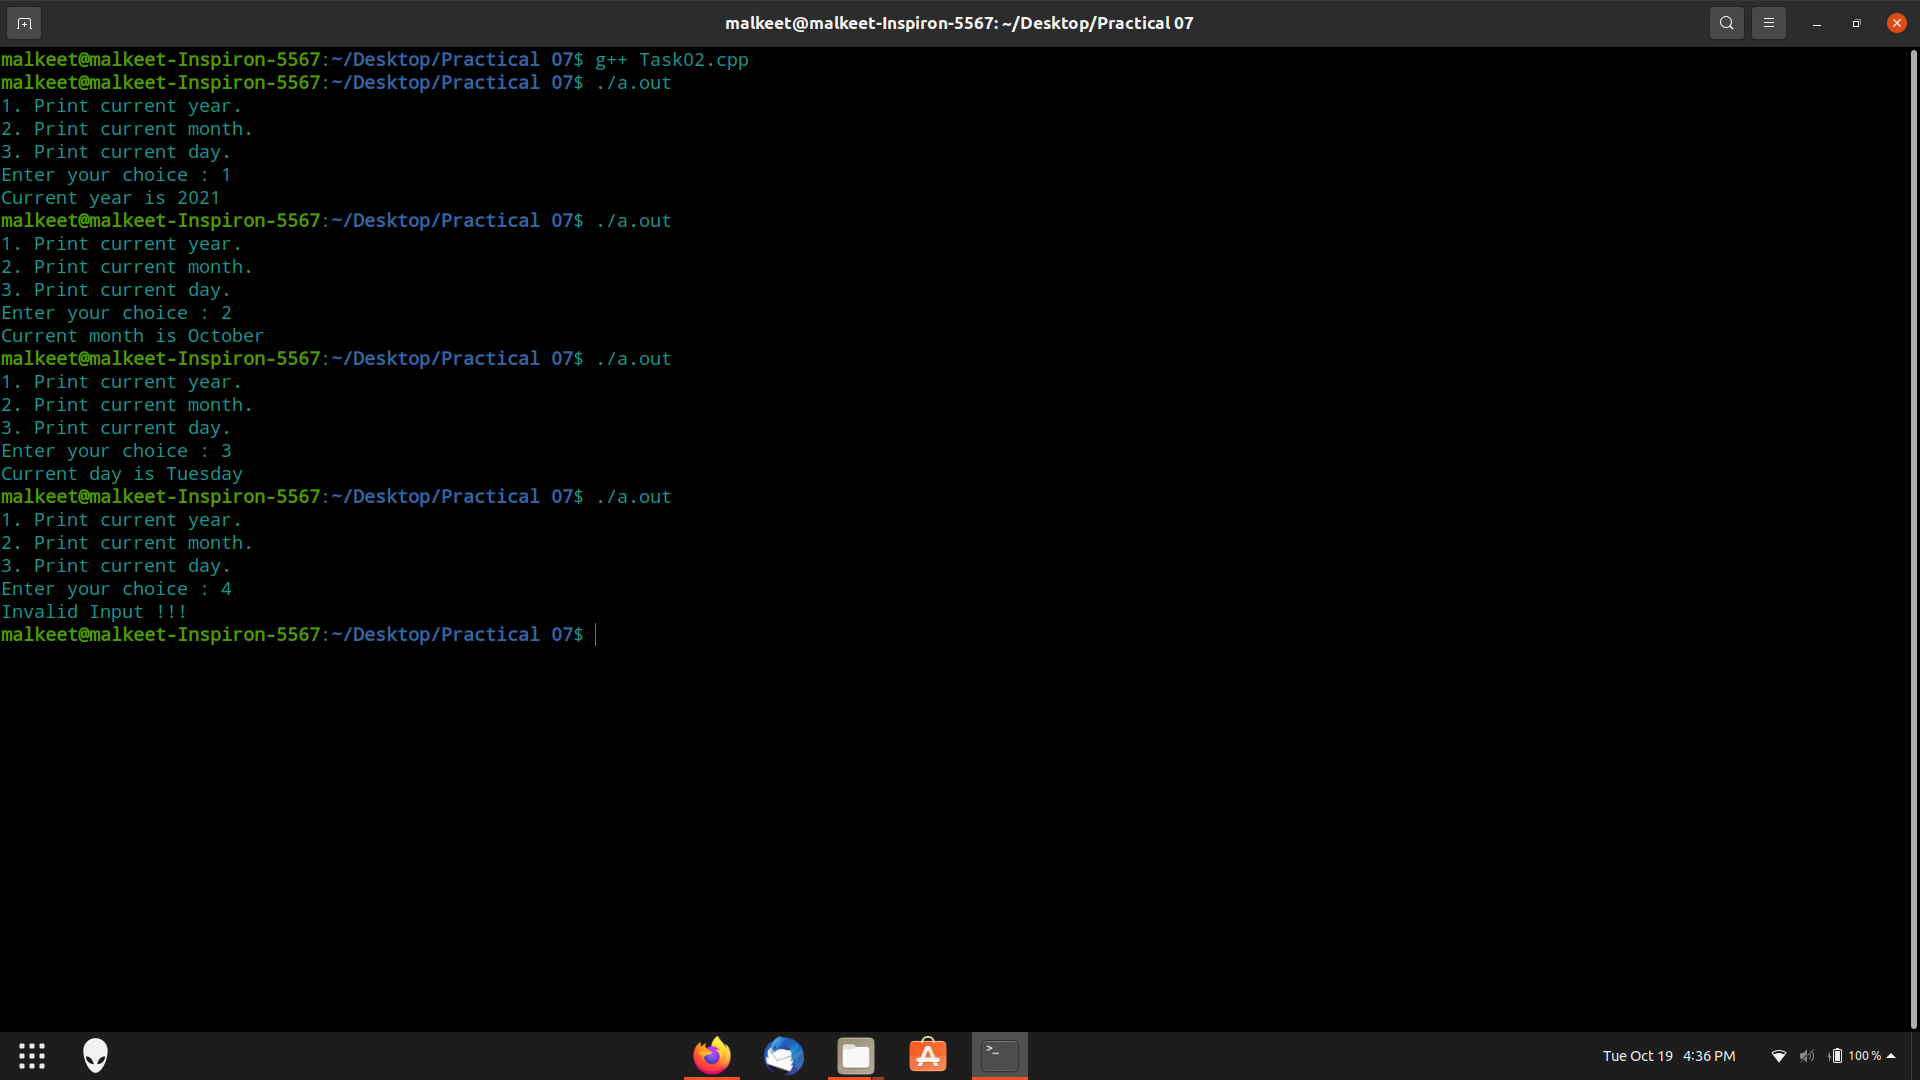 malkeet@malkeet-Inspiron-5567: ~/Desktop/Practical 07
malkeet@malkeet-Inspiron-5567:~/Desktop/Practical 07$ g++ Task02.cpp
malkeet@malkeet-Inspiron-5567:~/Desktop/Practical 07$ ./a.out
1. Print current year.
2. Print current month.
3. Print current day.
Enter your choice : 1
Current year is 2021
malkeet@malkeet-Inspiron-5567:~/Desktop/Practical 07$ ./a.out
1. Print current year.
2. Print current month.
3. Print current day.
Enter your choice : 2
Current month is October
malkeet@malkeet-Inspiron-5567:~/Desktop/Practical 07$ ./a.out
1. Print current year.
2. Print current month.
3. Print current day.
Enter your choice : 3
Current day is Tuesday
malkeet@malkeet-Inspiron-5567:~/Desktop/Practical 07$ ./a.out
1. Print current year.
2. Print current month.
3. Print current day.
Enter your choice : 4
Invalid Input !!!
malkeet@malkeet-Inspiron-5567:~/Desktop/Practical 07$
Tue Oct 19 4:36 PM 100 %